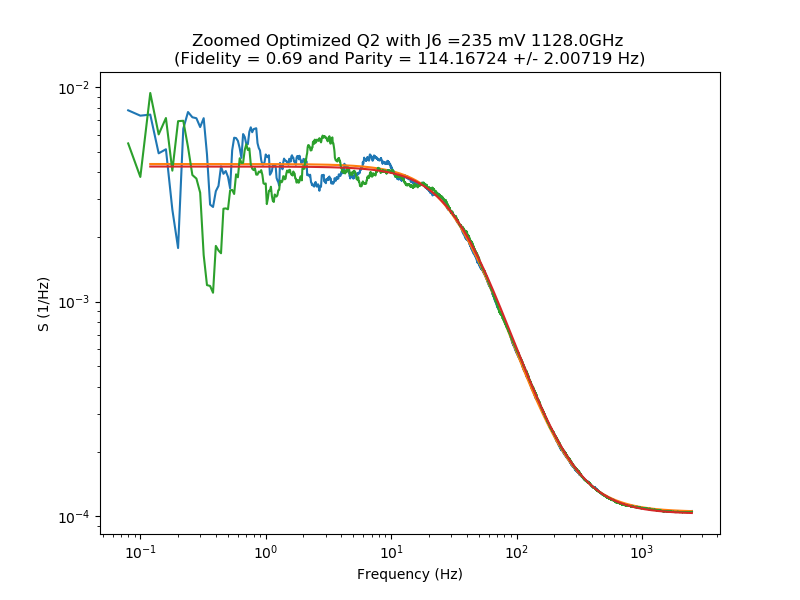 Zoomed Optimized Q2 with J6 =235 mV 1128.0GHz
(Fidelity = 0.69 and Parity = 114.16724 +/- 2.00719 Hz)
10⁻²
10⁻³
10⁻⁴
S (1/Hz)
10⁻¹ 10⁰ 10¹ 10² 10³
Frequency (Hz)